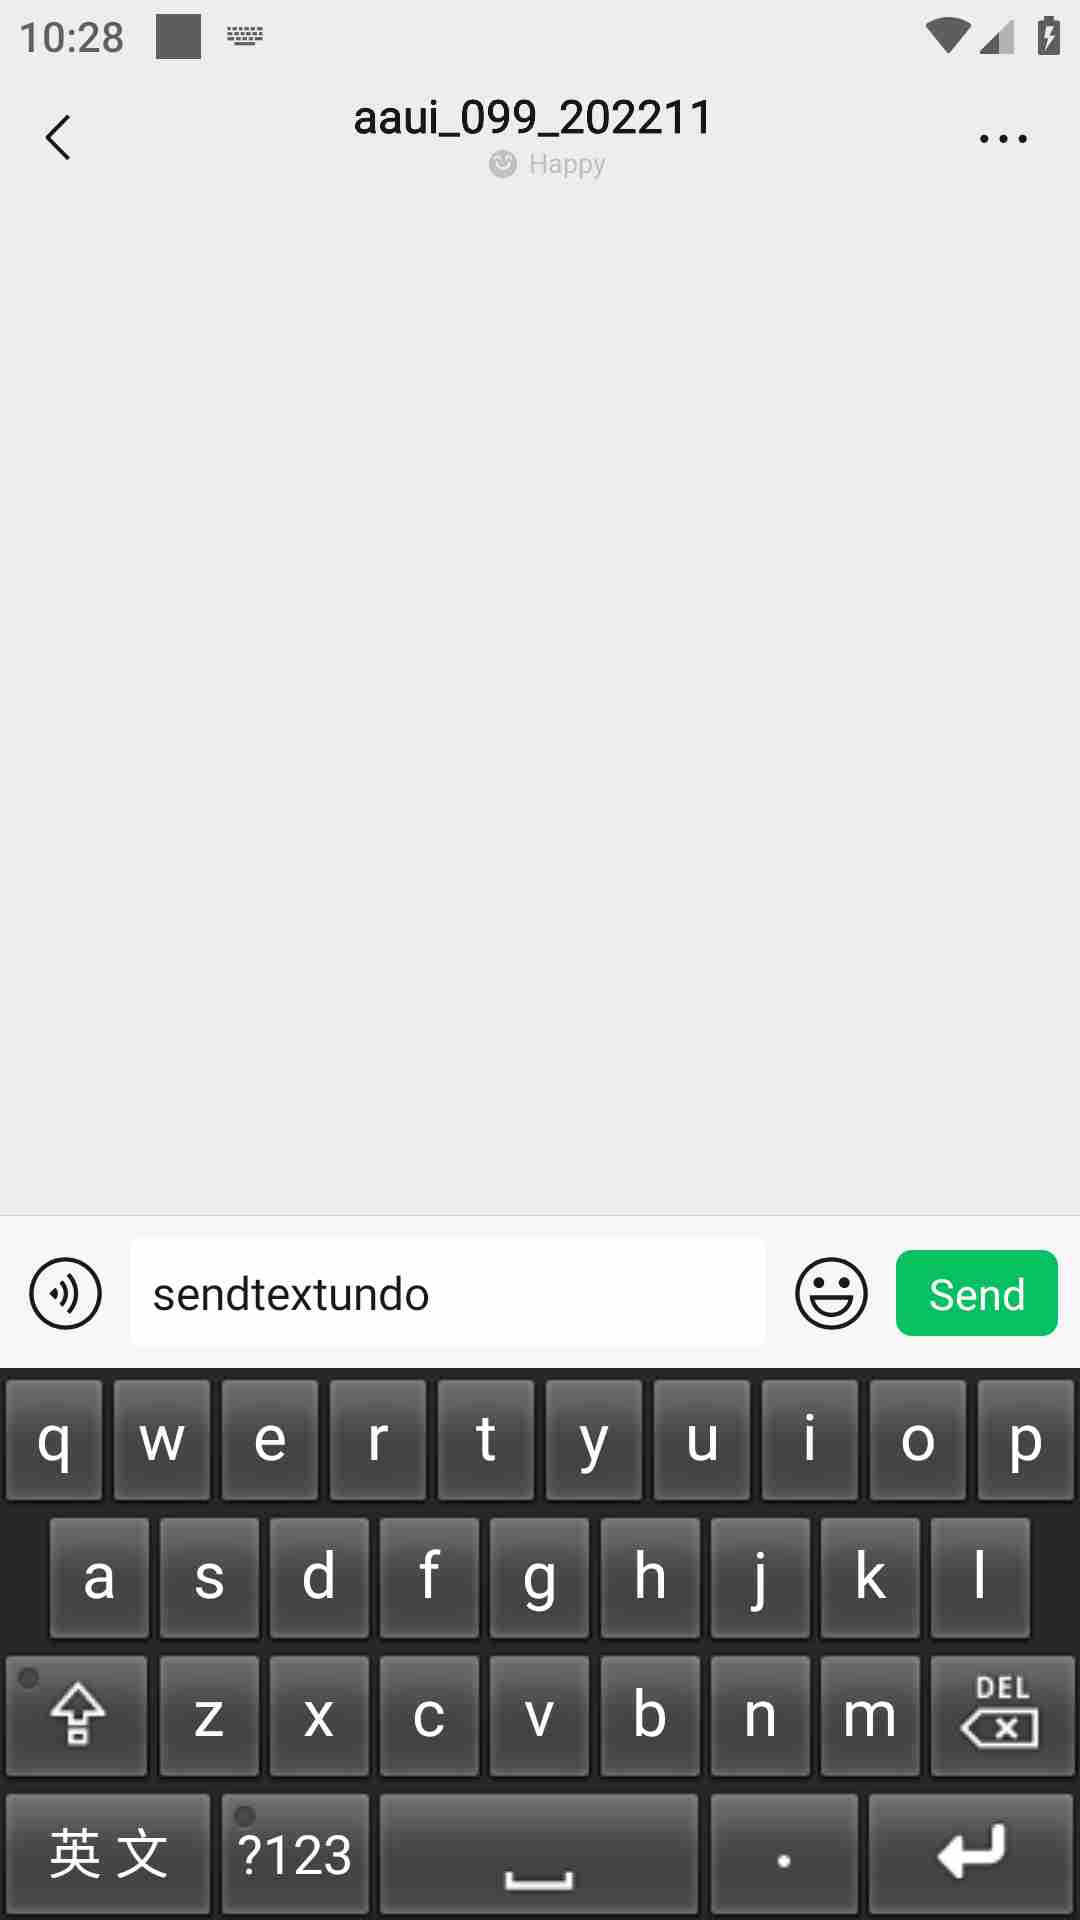 10:28
aaui_099_202211
Happy
sendtextundo
Send
q w e r t y u i o p
a s d f g h j k l
z x c v b n m DEL
英文 ?123 .